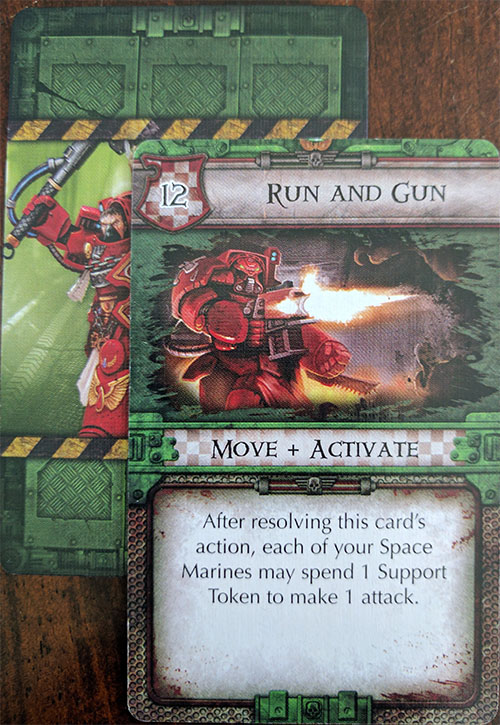 12
Run and Gun
Move + Activate
After resolving this card's
action, each of your Space
Marines may spend 1 Support
Token to make 1 attack.